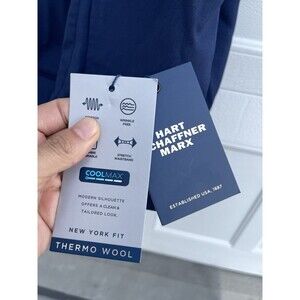 WRINKLE
FREE
STRETCH
WAISTBAND
COOLMAX
MODERN SILHOUETTE
OFFERS A CLEAN &
TAILORED LOOK.
NEW YORK FIT
THERMO WOOL
HART
SCHAFFNER
MARX
ESTABLISHED USA, 1887